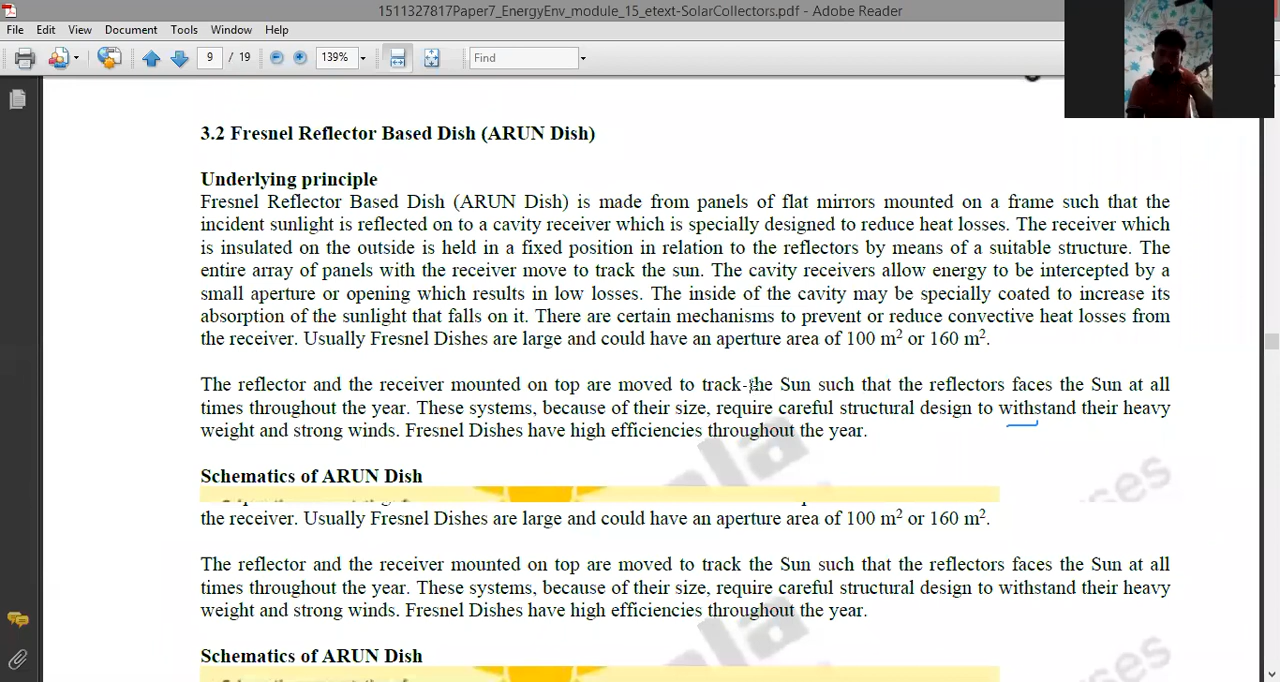 1511327817Paper7_EnergyEnv_module_15_etext-SolarCollectors.pdf - Adobe Reader
File Edit View Document Tools Window Help
9 / 19 139% Find
3.2 Fresnel Reflector Based Dish (ARUN Dish)
Underlying principle
Fresnel Reflector Based Dish (ARUN Dish) is made from panels of flat mirrors mounted on a frame such that the
incident sunlight is reflected on to a cavity receiver which is specially designed to reduce heat losses. The receiver which
is insulated on the outside is held in a fixed position in relation to the reflectors by means of a suitable structure. The
entire array of panels with the receiver move to track the sun. The cavity receivers allow energy to be intercepted by a
small aperture or opening which results in low losses. The inside of the cavity may be specially coated to increase its
absorption of the sunlight that falls on it. There are certain mechanisms to prevent or reduce convective heat losses from
the receiver. Usually Fresnel Dishes are large and could have an aperture area of 100 m² or 160 m².
The reflector and the receiver mounted on top are moved to track the Sun such that the reflectors faces the Sun at all
times throughout the year. These systems, because of their size, require careful structural design to withstand their heavy
weight and strong winds. Fresnel Dishes have high efficiencies throughout the year.
Schematics of ARUN Dish
the receiver. Usually Fresnel Dishes are large and could have an aperture area of 100 m² or 160 m².
The reflector and the receiver mounted on top are moved to track the Sun such that the reflectors faces the Sun at all
times throughout the year. These systems, because of their size, require careful structural design to withstand their heavy
weight and strong winds. Fresnel Dishes have high efficiencies throughout the year.
Schematics of ARUN Dish